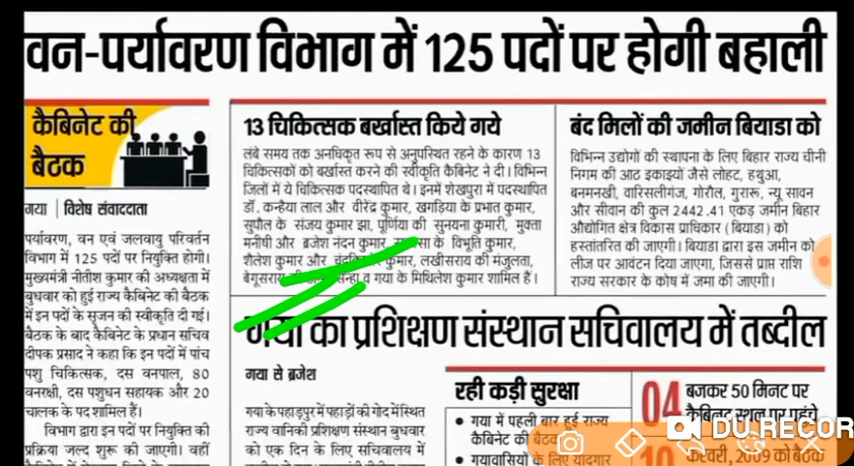 वन-पर्यावरण विभाग में 125 पदों पर होगी बहाली
कैबिनेट की
बैठक
गया | विशेष संवाददाता
पर्यावरण, वन एवं जलवायु परिवर्तन
विभाग में 125 पदों पर नियुक्ति होगी।
मुख्यमंत्री नीतीश कुमार की अध्यक्षता में
बुधवार को हुई राज्य कैबिनेट की बैठक
में इन पदों के सृजन की स्वीकृति दी गई।
बैठक के बाद कैबिनेट के प्रधान सचिव
दीपक प्रसाद ने कहा कि इन पदों में पांच
पशु चिकित्सक, दस वनपाल, 80
वनरक्षी, दस पशुधन सहायक और 20
चालक के पद शामिल हैं।
विभाग द्वारा इन पदों पर नियुक्ति की
प्रक्रिया जल्द शुरू की जाएगी। वहीं
13 चिकित्सक बर्खास्त किये गये
लंबे समय तक अनधिकृत रूप से अनुपस्थित रहने के कारण 13
चिकित्सकों को बर्खास्त करने की स्वीकृति कैबिनेट ने दी। विभिन्न
जिलों में ये चिकित्सक पदस्थापित थे। इनमें शेखपुरा में पदस्थापित
डॉ. कन्हैया लाल और वीरेंद्र कुमार, खगड़िया के प्रभात कुमार,
सुपौल के संजय कुमार झा, पूर्णिया की सुनयना कुमारी, मुक्ता
मनीषी और ब्रजेश नंदन कुमार, के विभूति कुमार,
शैलेश कुमार और कुमार, लखीसराय की मंजुलता,
बेगूसराय सिन्हा व गया के मिथिलेश कुमार शामिल हैं।
बंद मिलों की जमीन बियाडा को
विभिन्न उद्योगों की स्थापना के लिए बिहार राज्य चीनी
निगम की आठ इकाइयों जैसे लोहट, हथुआ,
बनमनखी, वारिसलीगंज, गोरौल, गुरारू, न्यू सावन
और सीवान की कुल 2442.41 एकड़ जमीन बिहार
औद्योगिक क्षेत्र विकास प्राधिकार (बियाडा) को
हस्तांतरित की जाएगी। बियाडा द्वारा इस जमीन को
लीज पर आवंटन दिया जाएगा, जिससे प्राप्त राशि
राज्य सरकार के कोष में जमा की जाएगी।
गया का प्रशिक्षण संस्थान सचिवालय में तब्दील
गया से ब्रजेश
गया के पहाड़पुर में पहाड़ों की गोद में स्थित
राज्य वानिकी प्रशिक्षण संस्थान बुधवार
को एक दिन के लिए सचिवालय में
रही कड़ी सुरक्षा
• गया में पहली बार हुई राज्य
कैबिनेट की बैठक
• गयावासियों के लिए यादगार
04 बजकर 50 मिनट पर
कैबिनेट स्थल पर पहुंचे
फरवरी, 2009 को बैठक
DU RECOR